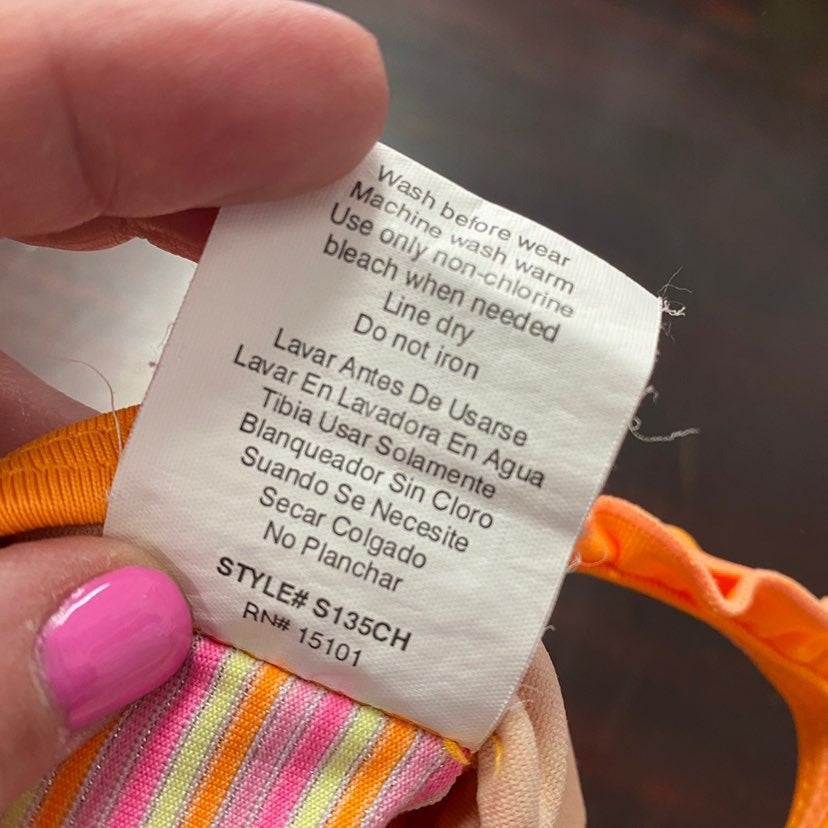 Wash before wear
Machine wash warm
Use only non-chlorine
bleach when needed
Line dry
Do not iron
Lavar Antes De Usarse
Lavar En Lavadora En Agua
Tibia Usar Solamente
Blanqueador Sin Cloro
Suando Se Necesite
Secar Colgado
No Planchar
STYLE# S135CH
RN# 15101